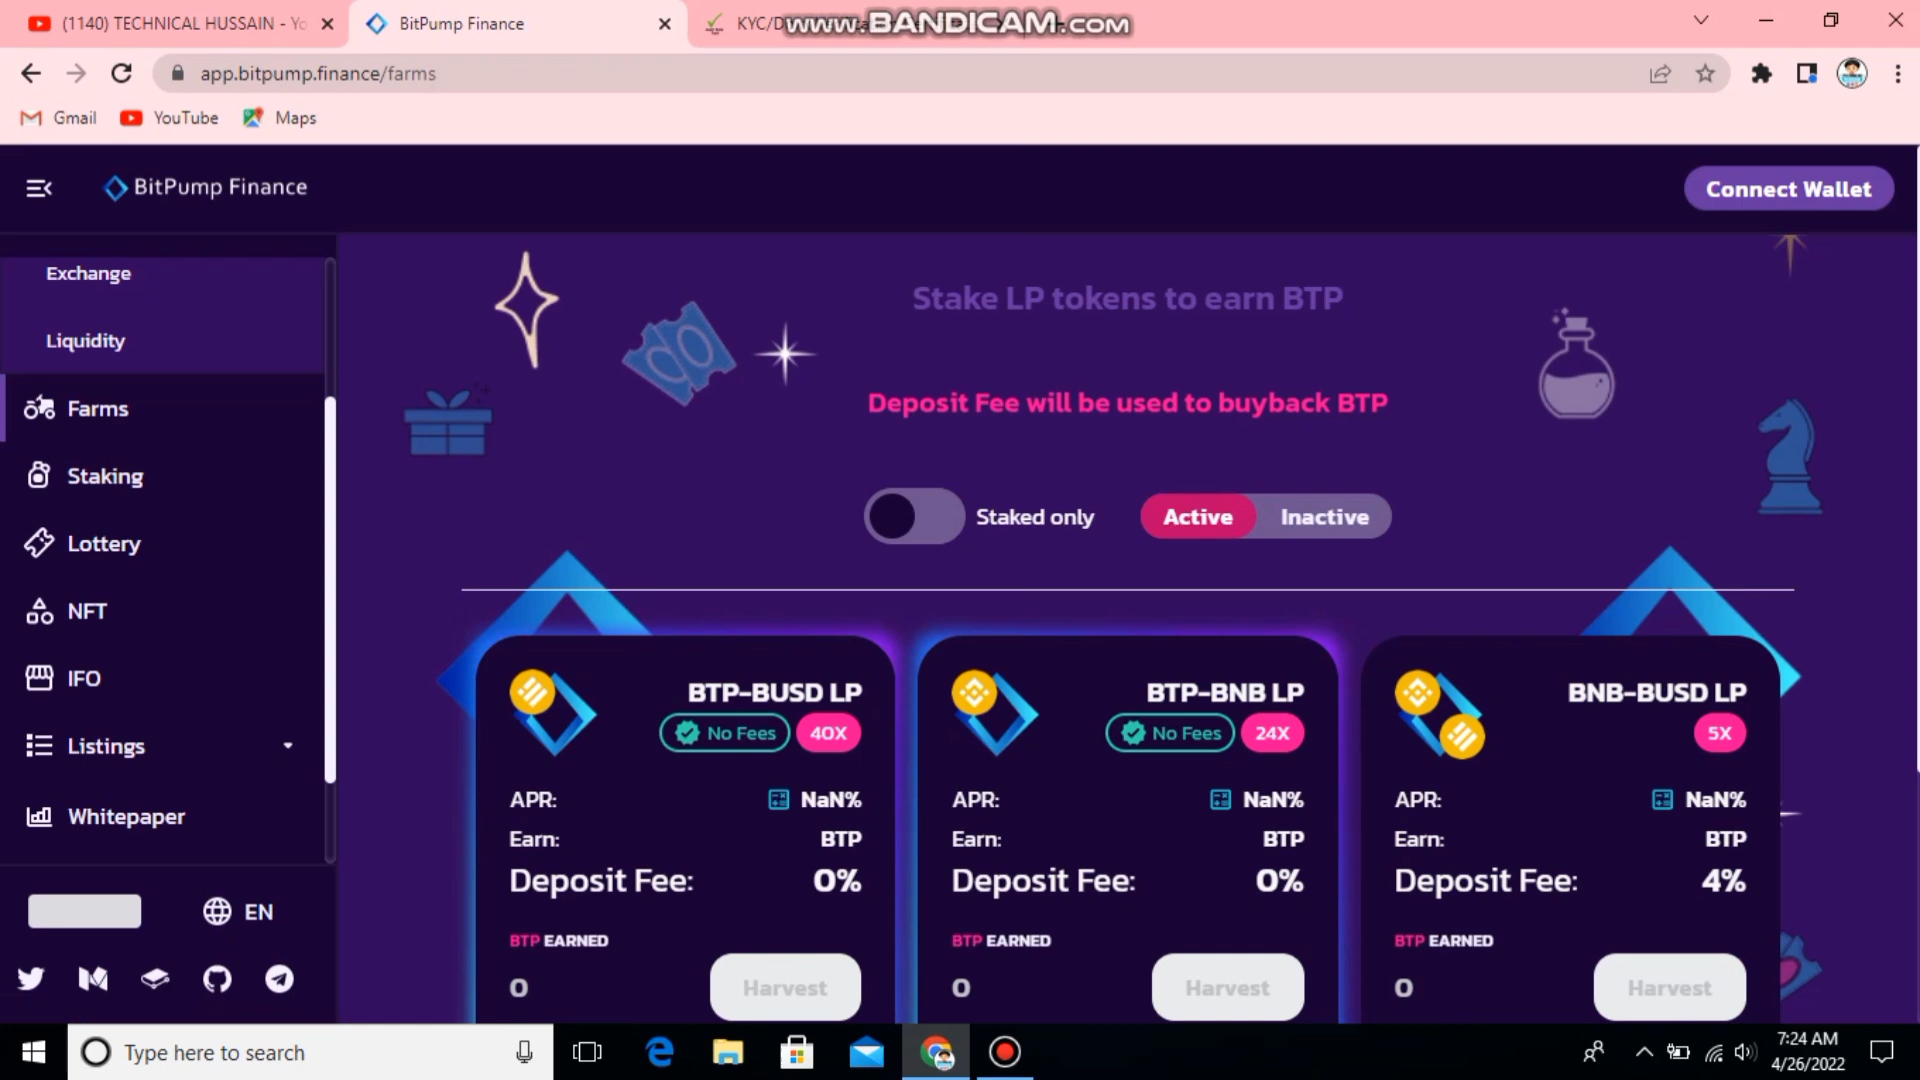 (1140) TECHNICAL HUSSAIN - Yo
BitPump Finance
KYC/D
www.BANDICAM.com
app.bitpump.finance/farms
Gmail
YouTube
Maps
BitPump Finance
Connect Wallet
Exchange
Liquidity
Farms
Staking
Lottery
NFT
IFO
Listings
Whitepaper
EN
Stake LP tokens to earn BTP
Deposit Fee will be used to buyback BTP
Staked only
Active
Inactive
BTP-BUSD LP
No Fees
40X
APR:
NaN%
Earn:
BTP
Deposit Fee:
0%
BTP EARNED
0
Harvest
BTP-BNB LP
No Fees
24X
APR:
NaN%
Earn:
BTP
Deposit Fee:
0%
BTP EARNED
0
Harvest
BNB-BUSD LP
5X
APR:
NaN%
Earn:
BTP
Deposit Fee:
4%
BTP EARNED
0
Harvest
Type here to search
7:24 AM
4/26/2022